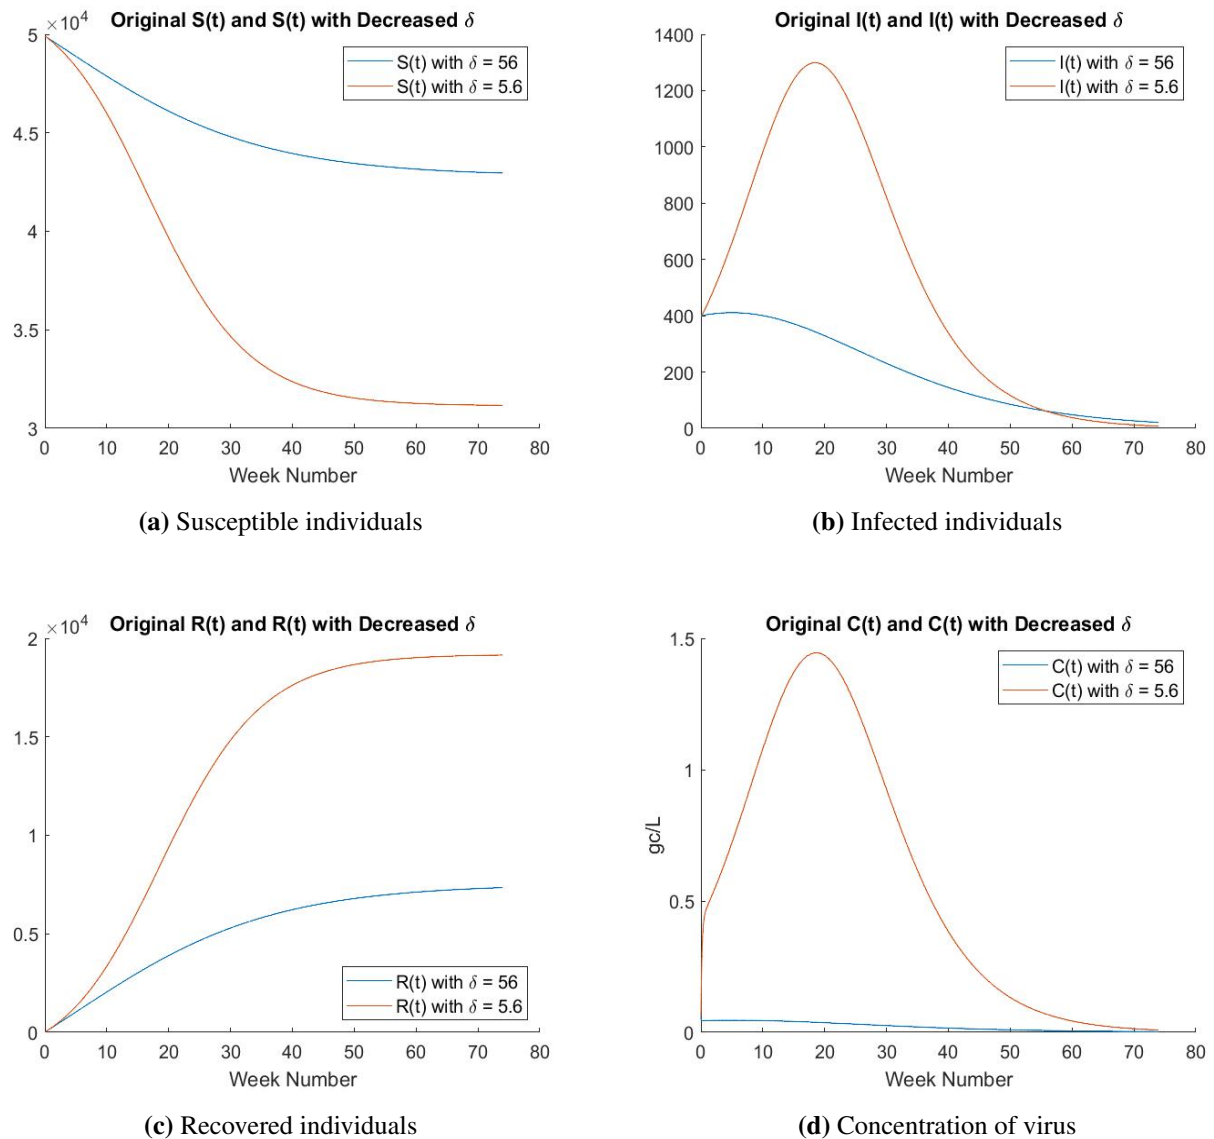 ×10⁴
Original S(t) and S(t) with Decreased δ
5
4.5
4
3.5
3
S(t) with δ = 56
S(t) with δ = 5.6
0 10 20 30 40 50 60 70 80
Week Number
(a) Susceptible individuals
Original I(t) and I(t) with Decreased δ
1400
1200
1000
800
600
400
200
0
I(t) with δ = 56
I(t) with δ = 5.6
0 10 20 30 40 50 60 70 80
Week Number
(b) Infected individuals
×10⁴
Original R(t) and R(t) with Decreased δ
2
1.5
1
0.5
0
R(t) with δ = 56
R(t) with δ = 5.6
0 10 20 30 40 50 60 70 80
Week Number
(c) Recovered individuals
Original C(t) and C(t) with Decreased δ
1.5
1
0.5
0
gc/L
C(t) with δ = 56
C(t) with δ = 5.6
0 10 20 30 40 50 60 70 80
Week Number
(d) Concentration of virus